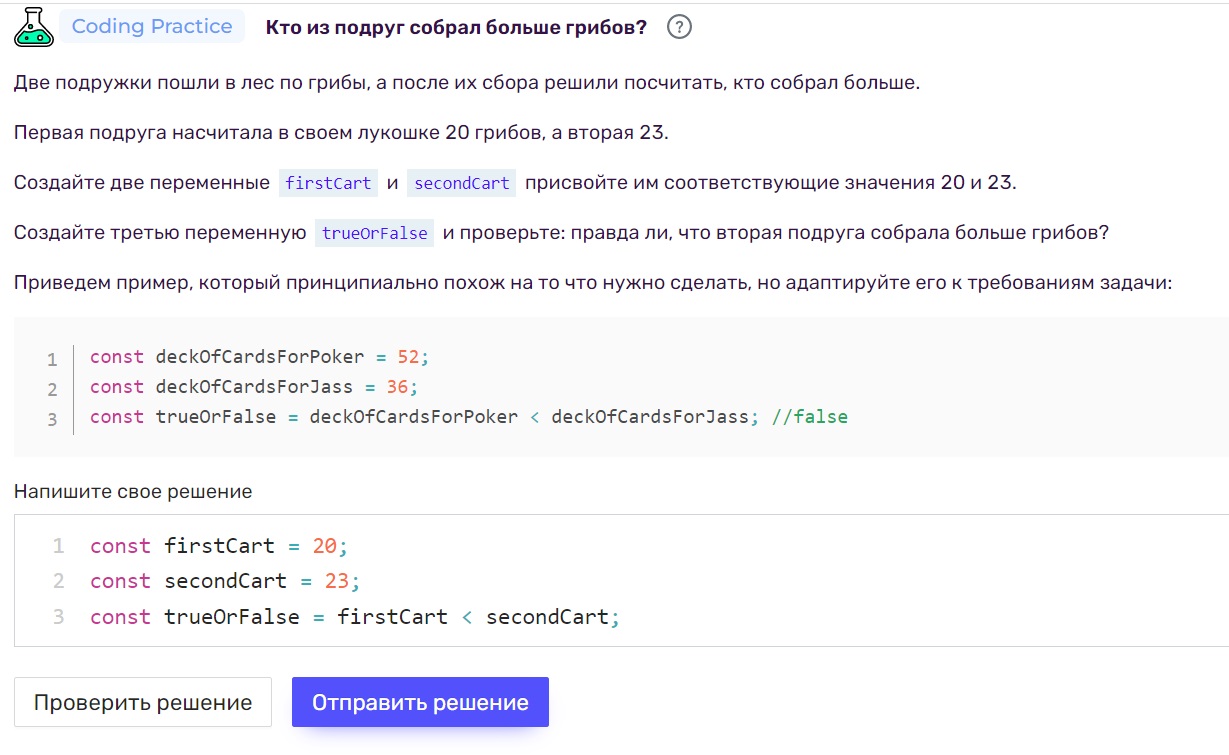 Coding Practice Кто из подруг собрал больше грибов? ?
Две подружки пошли в лес по грибы, а после их сбора решили посчитать, кто собрал больше.
Первая подруга насчитала в своем лукошке 20 грибов, а вторая 23.
Создайте две переменные firstCart и secondCart присвойте им соответствующие значения 20 и 23.
Создайте третью переменную trueOrFalse и проверьте: правда ли, что вторая подруга собрала больше грибов?
Приведем пример, который принципиально похож на то что нужно сделать, но адаптируйте его к требованиям задачи:
1 const deckOfCardsForPoker = 52;
2 const deckOfCardsForJass = 36;
3 const trueOrFalse = deckOfCardsForPoker < deckOfCardsForJass; //false
Напишите свое решение
1 const firstCart = 20;
2 const secondCart = 23;
3 const trueOrFalse = firstCart < secondCart;
Проверить решение Отправить решение